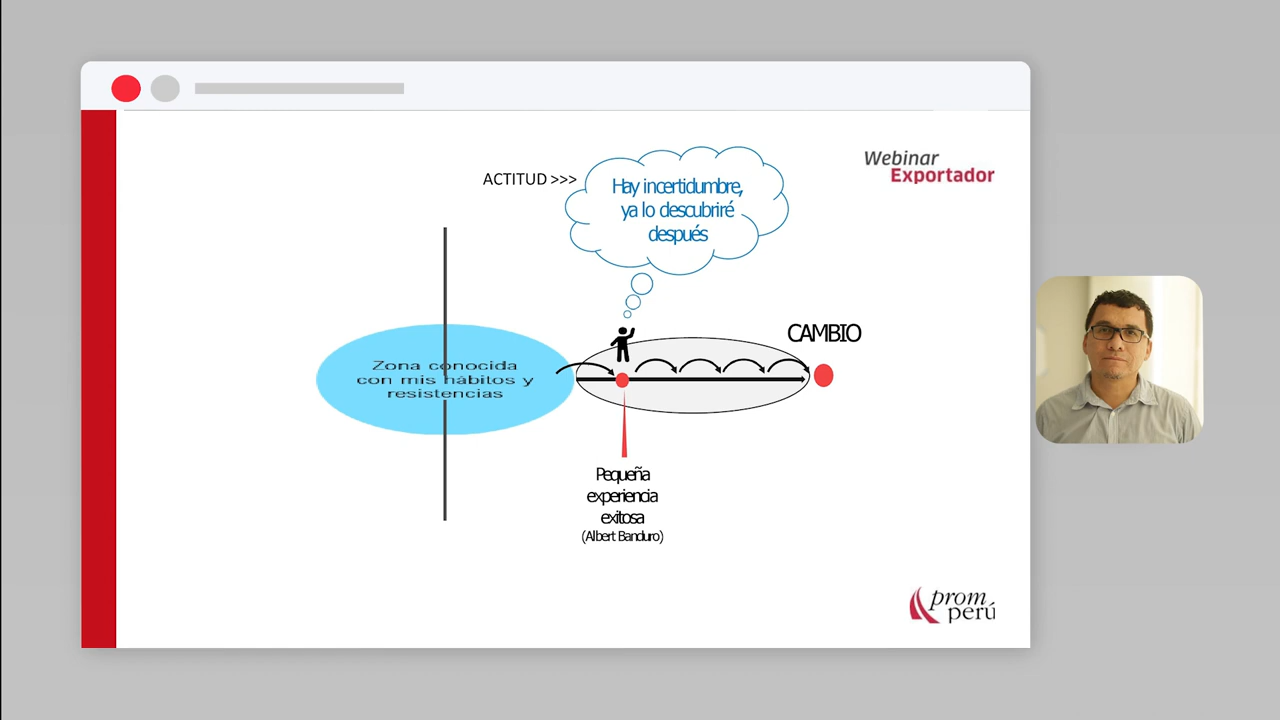 Webinar
Exportador
ACTITUD >>>
Hay incertidumbre,
ya lo descubriré
después
CAMBIO
Zona conocida
con mis hábitos y
resistencias
Pequeña
experiencia
exitosa
(Albert Banduro)
prom
perú